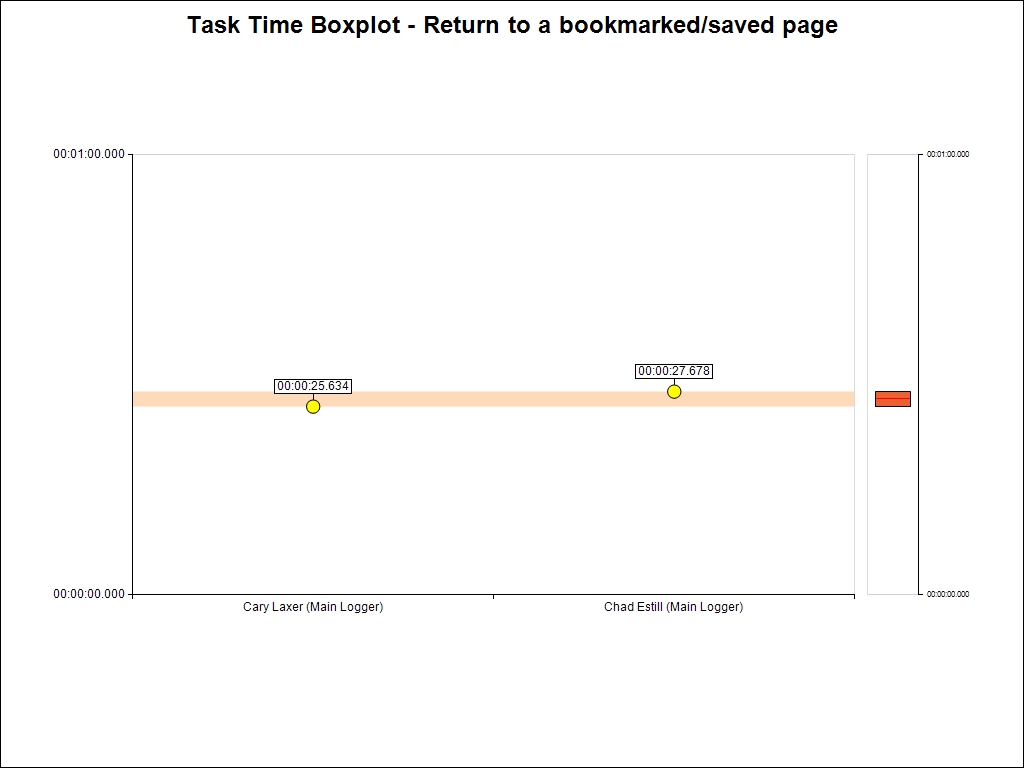 Task Time Boxplot - Return to a bookmarked/saved page
00:01:00.000
00:01:00.000
00:00:27.678
00:00:25.634
00:00:00.000
00:00:00.000
Cary Laxer (Main Logger)
Chad Estill (Main Logger)